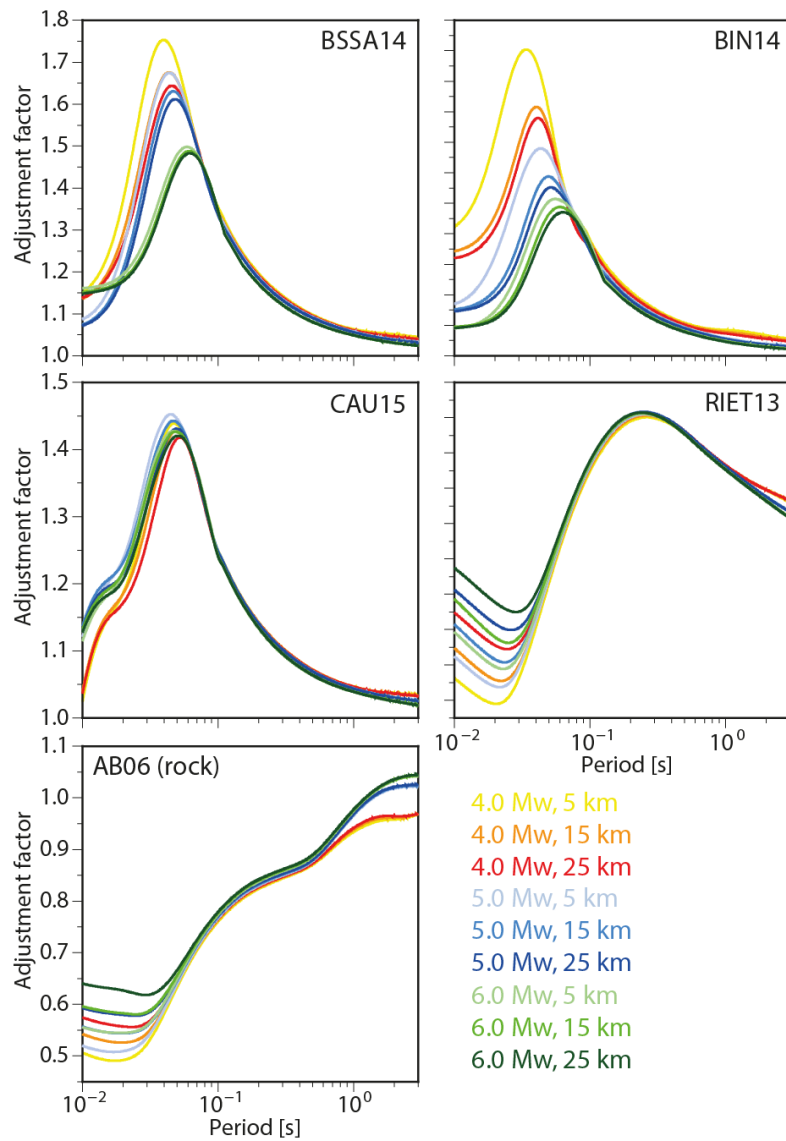 BSSA14
BIN14
Adjustment factor
1.8
1.7
1.6
1.5
1.4
1.3
1.2
1.1
1.0
CAU15
RIET13
Adjustment factor
1.5
1.4
1.3
1.2
1.1
1.0
10⁻² 10⁻¹ 10⁰
Period [s]
AB06 (rock)
Adjustment factor
1.1
1.0
0.9
0.8
0.7
0.6
0.5
10⁻² 10⁻¹ 10⁰
Period [s]
4.0 Mw, 5 km
4.0 Mw, 15 km
4.0 Mw, 25 km
5.0 Mw, 5 km
5.0 Mw, 15 km
5.0 Mw, 25 km
6.0 Mw, 5 km
6.0 Mw, 15 km
6.0 Mw, 25 km